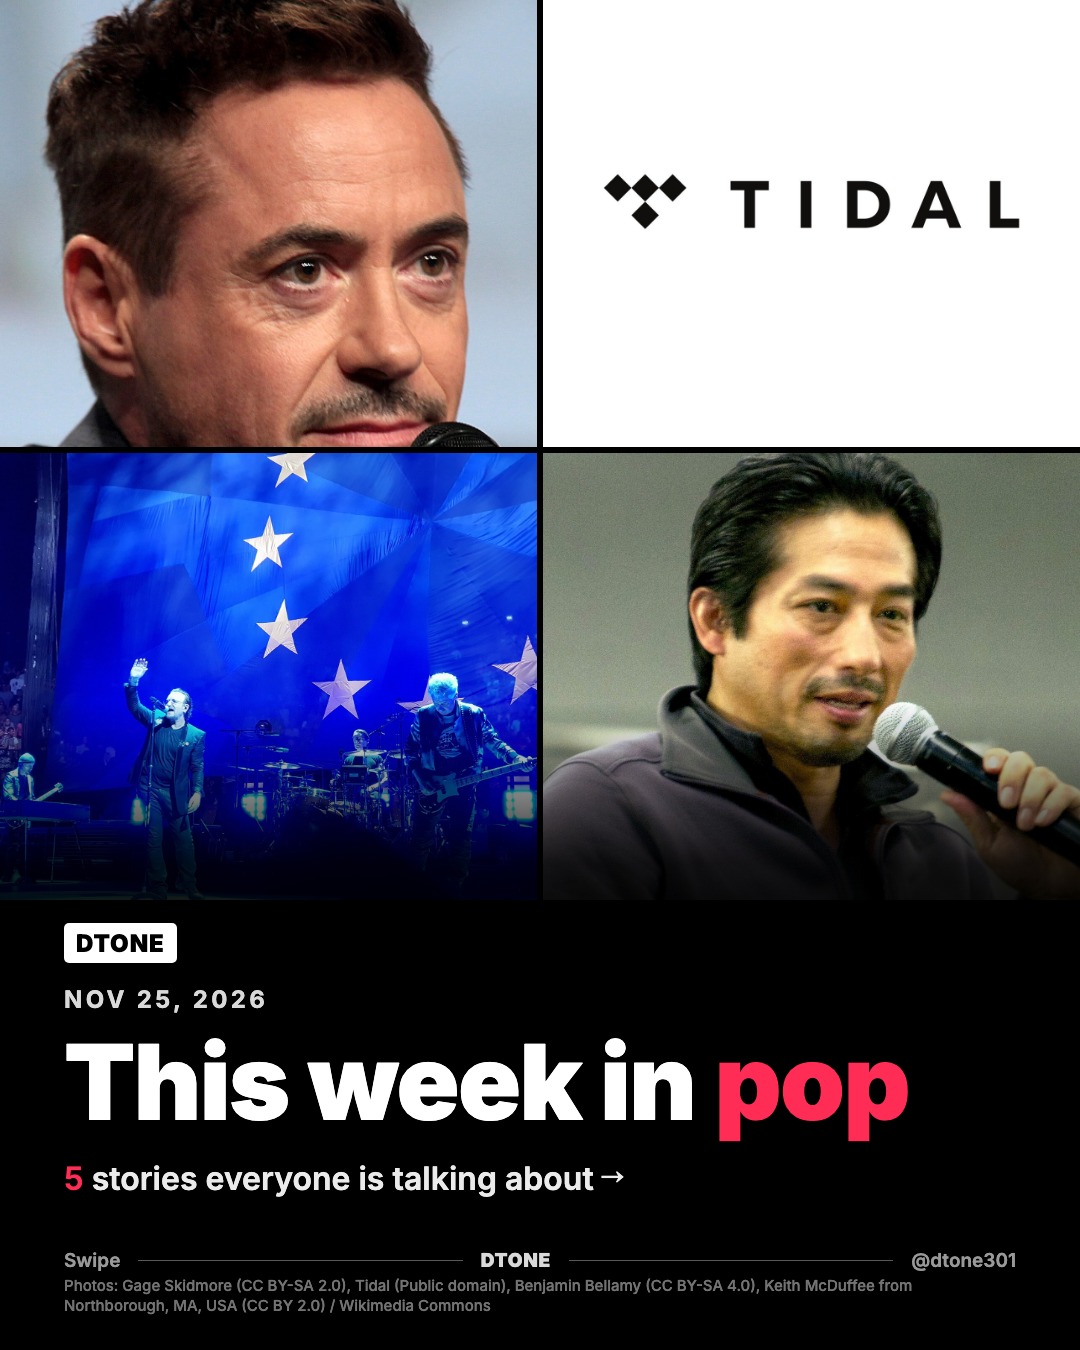 TIDAL
DTONE
NOV 25, 2026
This week in pop
5 stories everyone is talking about →
Swipe DTONE @dtone301
Photos: Gage Skidmore (CC BY-SA 2.0), Tidal (Public domain), Benjamin Bellamy (CC BY-SA 4.0), Keith McDuffee from
Northborough, MA, USA (CC BY 2.0) / Wikimedia Commons